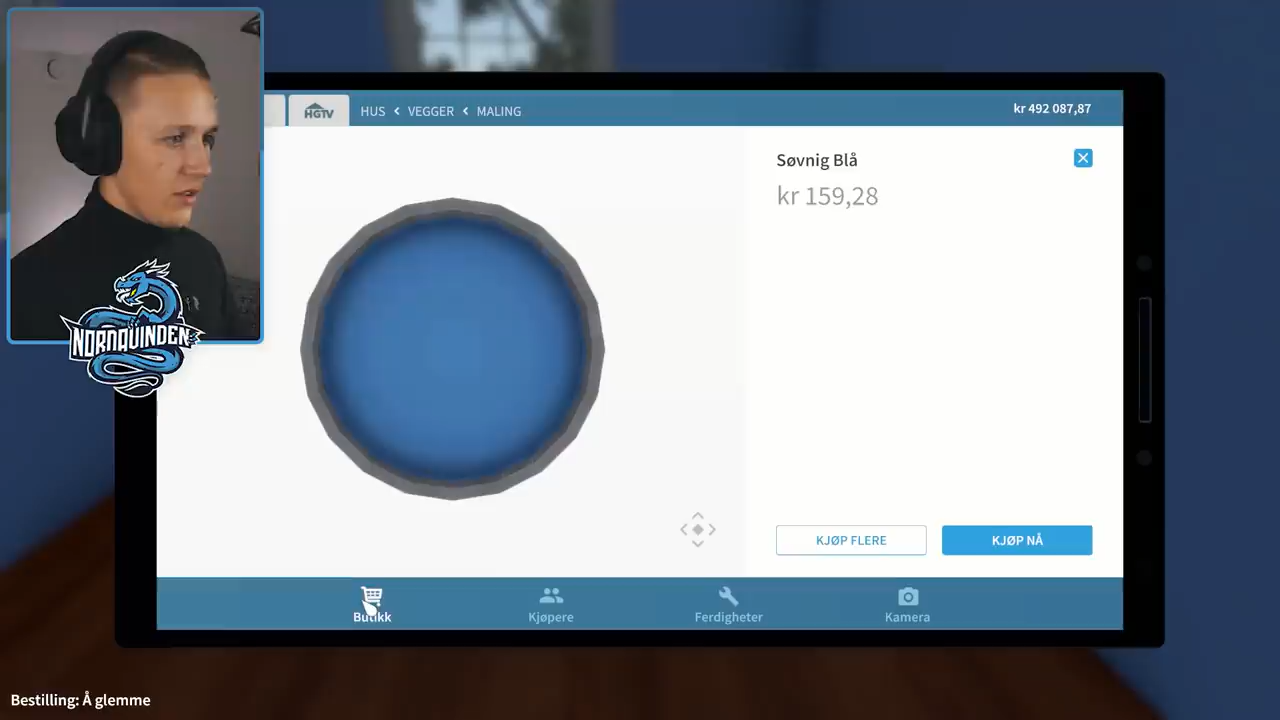 HGTV
HUS < VEGGER < MALING
kr 492 087,87
Søvnig Blå
kr 159,28
NORNQUINDEN
KJØP FLERE
KJØP NÅ
Butikk
Kjøpere
Ferdigheter
Kamera
Bestilling: Å glemme